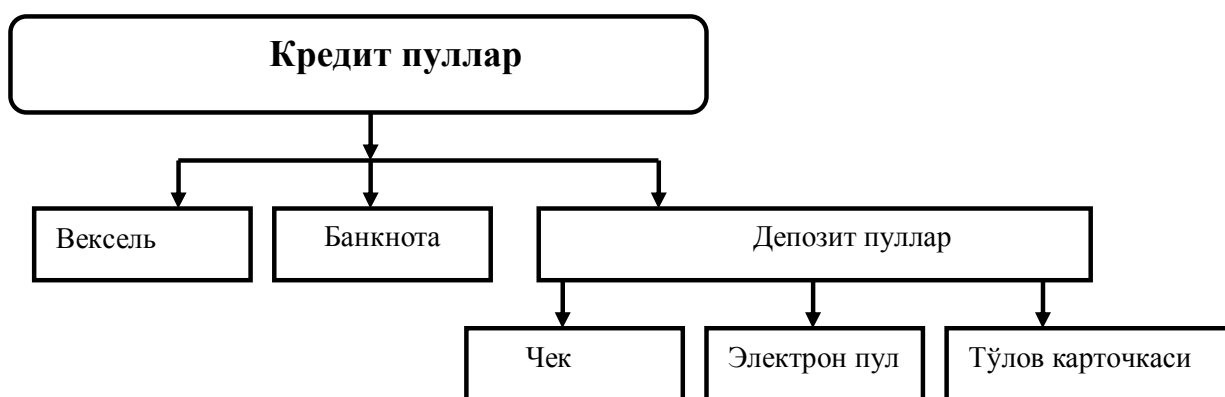 Кредит пуллар
Вексель
Банкнота
Депозит пуллар
Чек
Электрон пул
Тўлов карточкаси